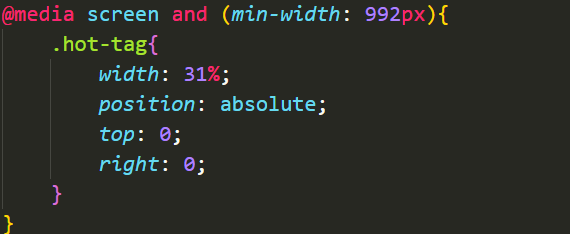 @media screen and (min-width: 992px){
.hot-tag{
width: 31%;
position: absolute;
top: 0;
right: 0;
}
}